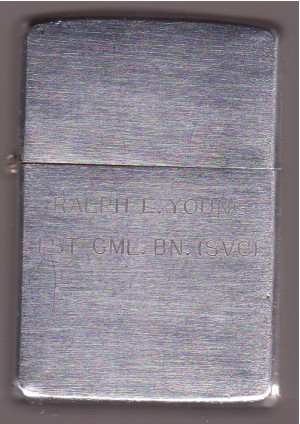 RALPH L. YOUNG
1ST CML. BN. (SVC)